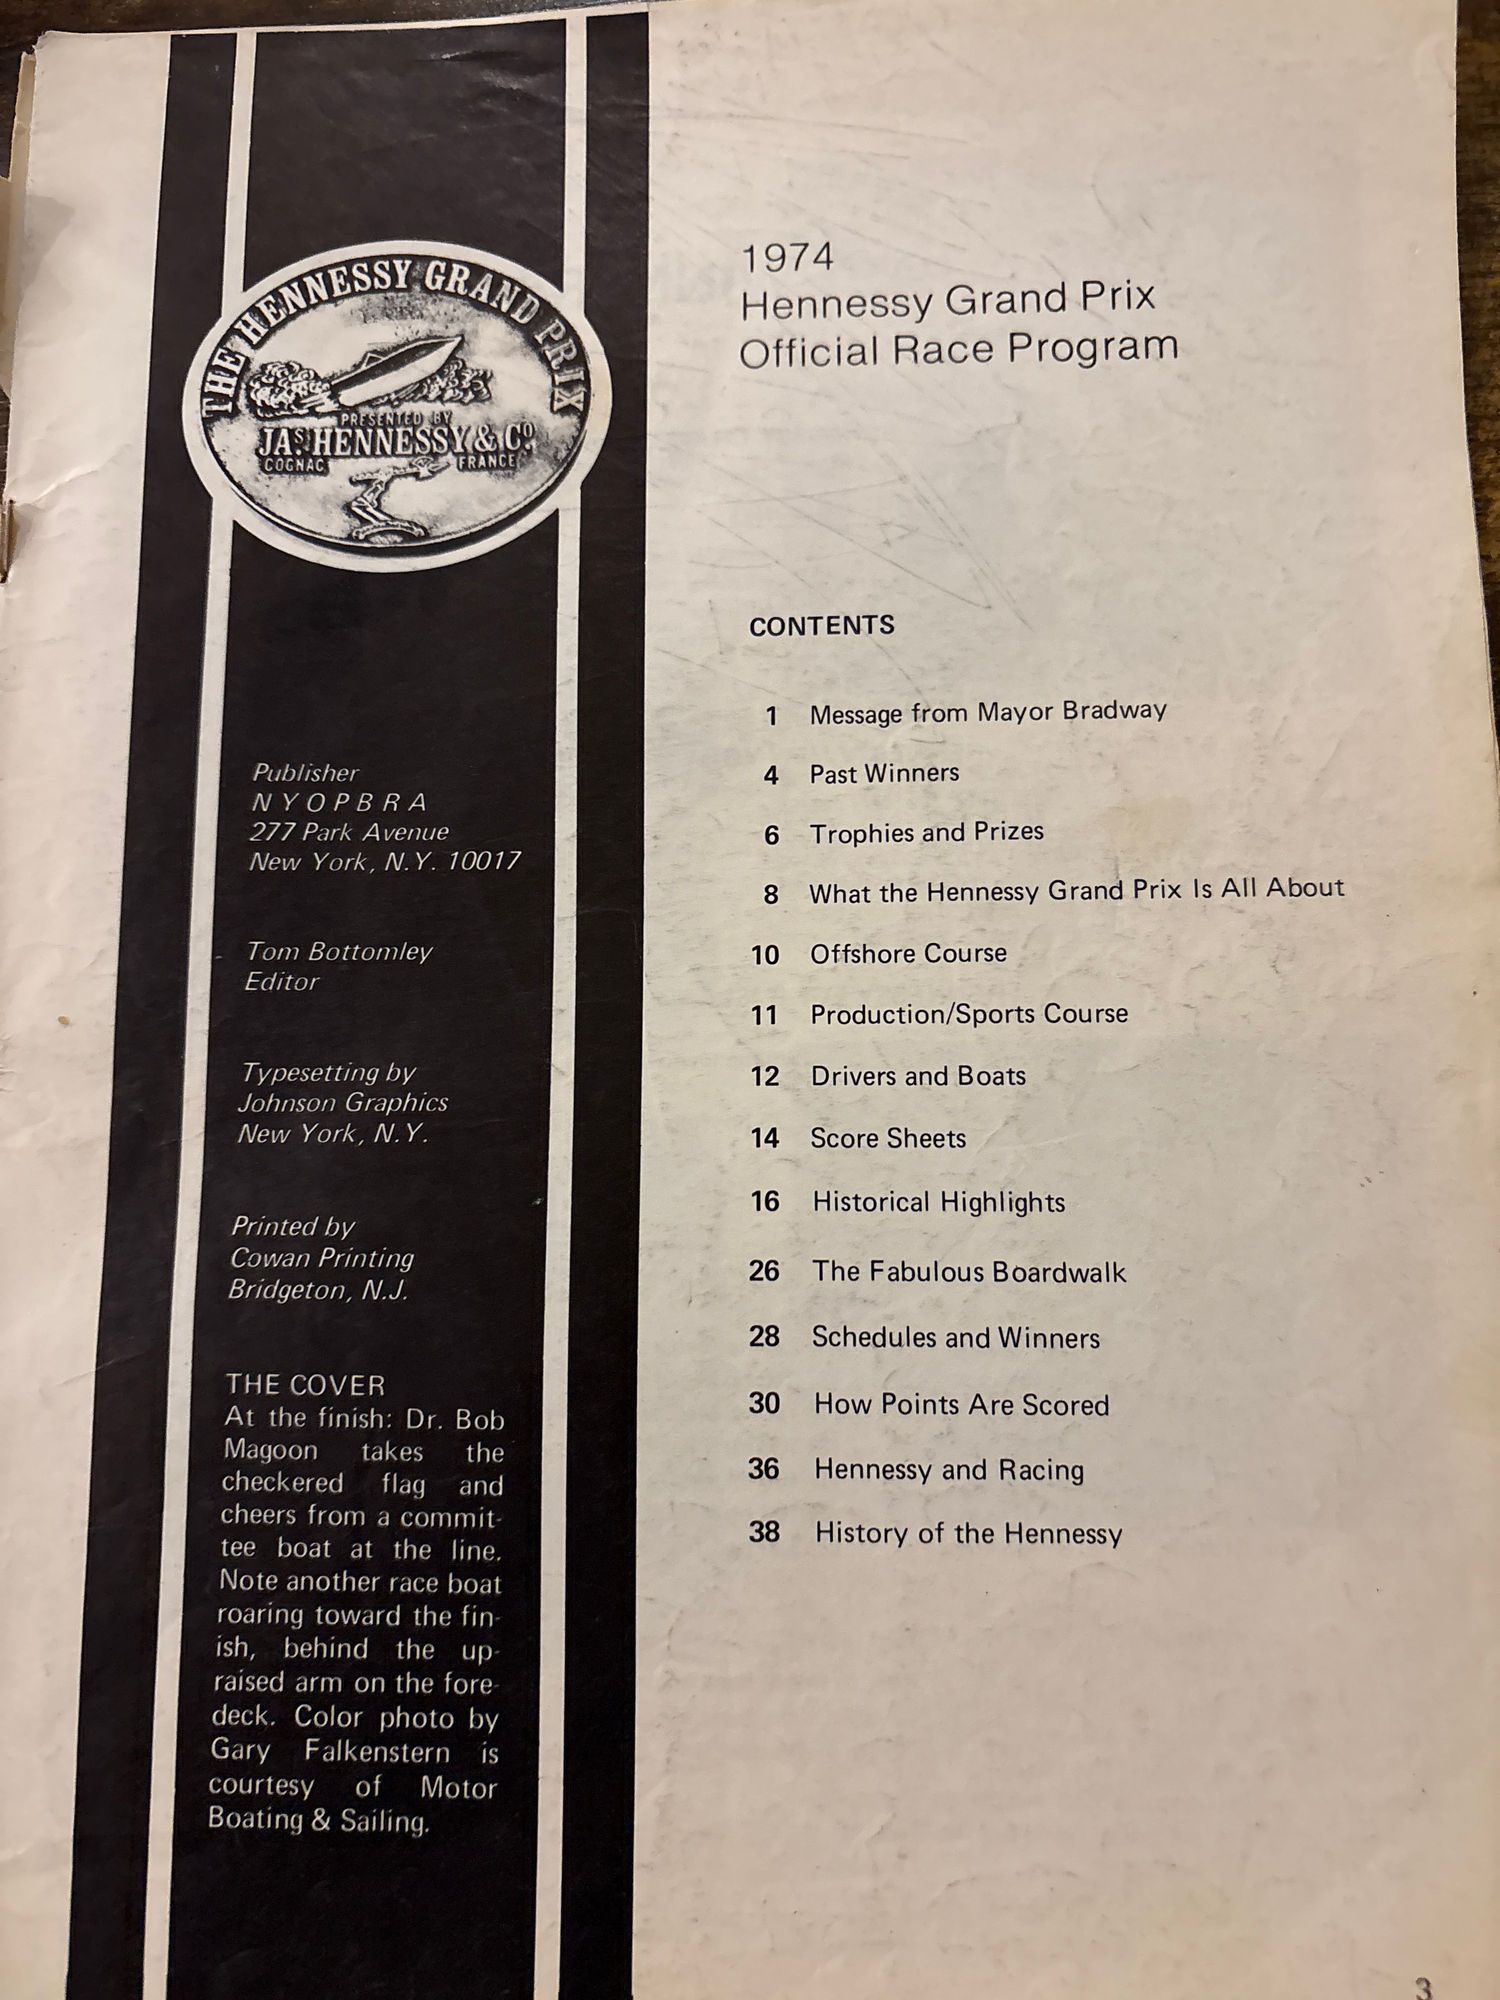 THE HENNESSY GRAND PRIX
PRESENTED BY
JAS. HENNESSY & CO.
COGNAC FRANCE
Publisher
N Y O P B R A
277 Park Avenue
New York, N.Y. 10017
Tom Bottomley
Editor
Typesetting by
Johnson Graphics
New York, N.Y.
Printed by
Cowan Printing
Bridgeton, N.J.
THE COVER
At the finish: Dr. Bob
Magoon takes the
checkered flag and
cheers from a commit-
tee boat at the line.
Note another race boat
roaring toward the fin-
ish, behind the up-
raised arm on the fore-
deck. Color photo by
Gary Falkenstern is
courtesy of Motor
Boating & Sailing.
1974
Hennessy Grand Prix
Official Race Program
CONTENTS
1 Message from Mayor Bradway
4 Past Winners
6 Trophies and Prizes
8 What the Hennessy Grand Prix Is All About
10 Offshore Course
11 Production/Sports Course
12 Drivers and Boats
14 Score Sheets
16 Historical Highlights
26 The Fabulous Boardwalk
28 Schedules and Winners
30 How Points Are Scored
36 Hennessy and Racing
38 History of the Hennessy
3